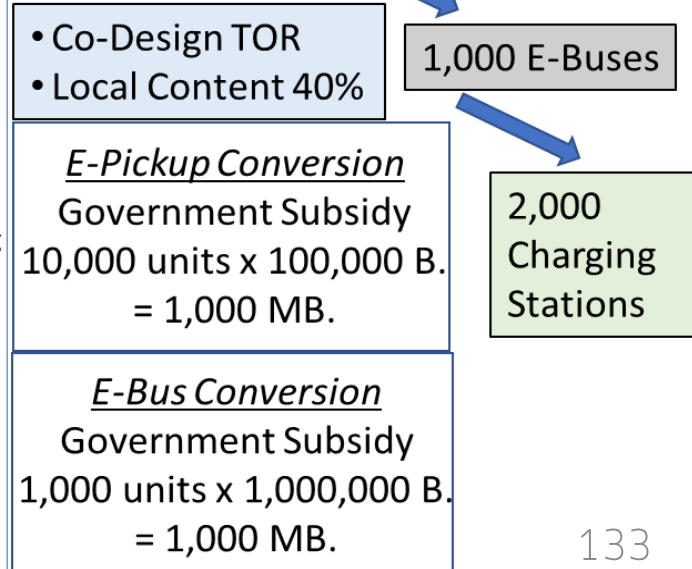 • Co-Design TOR
• Local Content 40%
1,000 E-Buses
E-Pickup Conversion
Government Subsidy
10,000 units x 100,000 B.
= 1,000 MB.
2,000
Charging
Stations
E-Bus Conversion
Government Subsidy
1,000 units x 1,000,000 B.
= 1,000 MB.
133